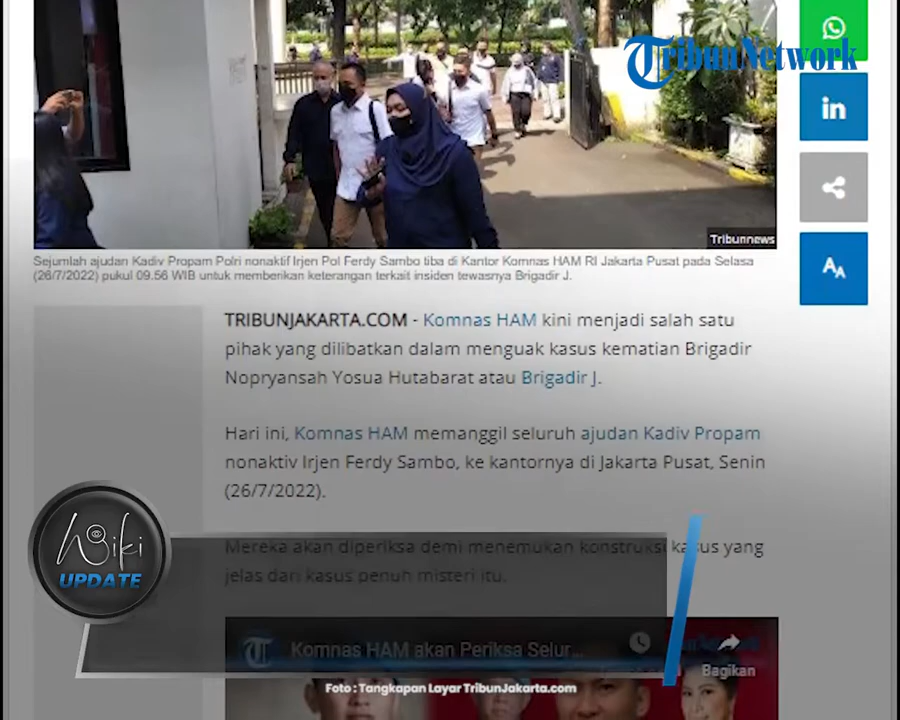 TribunNetwork
Tribunnews
Sejumlah ajudan Kadiv Propam Polri nonaktif Irjen Pol Ferdy Sambo tiba di Kantor Komnas HAM RI Jakarta Pusat pada Selasa
(26/7/2022) pukul 09.56 WIB untuk memberikan keterangan terkait insiden tewasnya Brigadir J.
AA
TRIBUNJAKARTA.COM - Komnas HAM kini menjadi salah satu
pihak yang dilibatkan dalam menguak kasus kematian Brigadir
Nopryansah Yosua Hutabarat atau Brigadir J.
Hari ini, Komnas HAM memanggil seluruh ajudan Kadiv Propam
nonaktif Irjen Ferdy Sambo, ke kantornya di Jakarta Pusat, Senin
(26/7/2022).
Mereka akan diperiksa demi menemukan konstruksi kasus yang
jelas dari kasus penuh misteri itu.
Wiki
UPDATE
Komnas HAM akan Periksa Selur...
Bagikan
Foto : Tangkapan Layar TribunJakarta.com